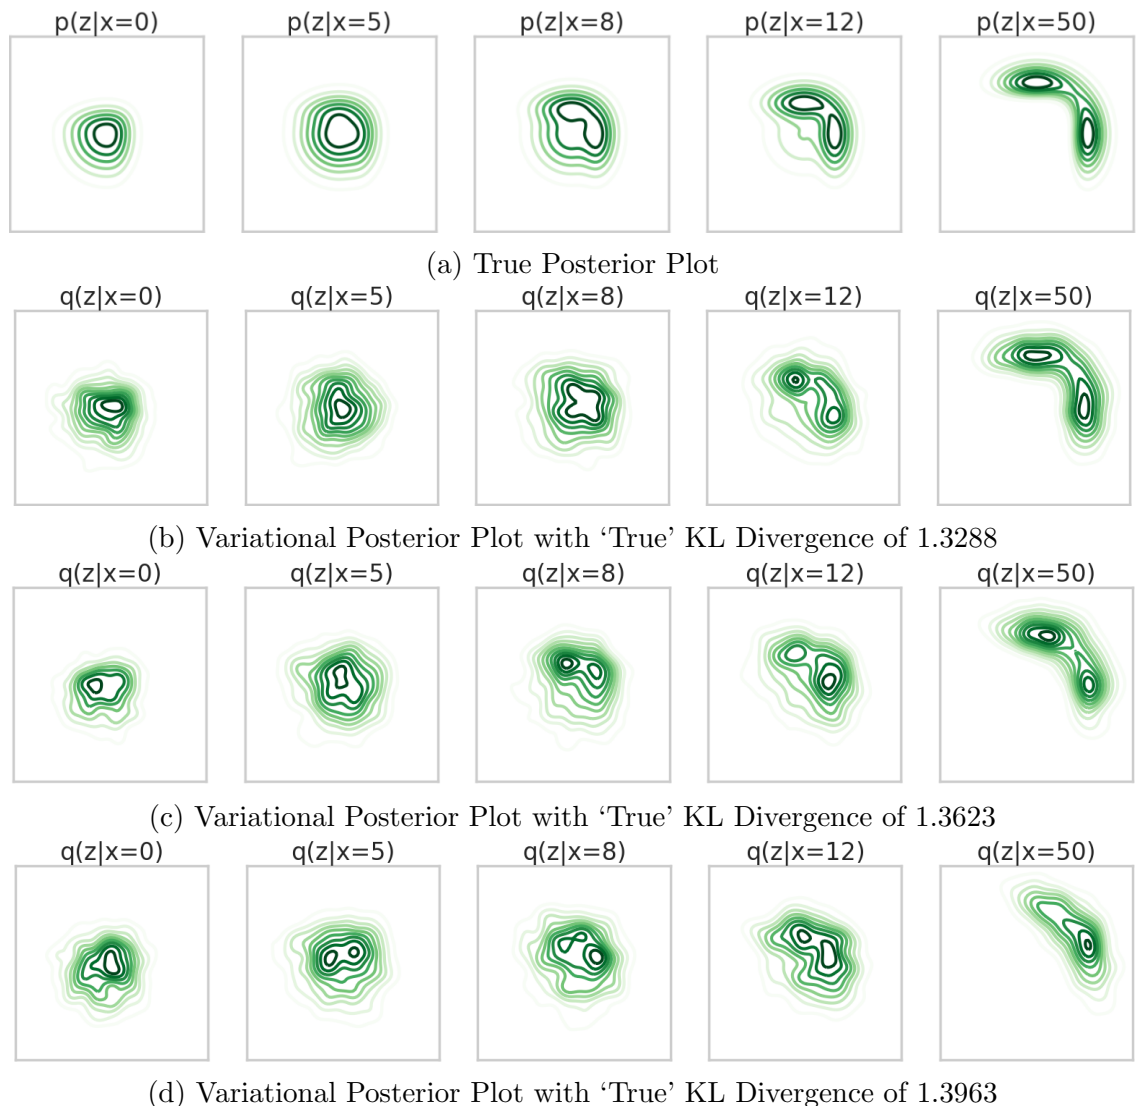 p(z|x=0) p(z|x=5) p(z|x=8) p(z|x=12) p(z|x=50)
(a) True Posterior Plot
q(z|x=0) q(z|x=5) q(z|x=8) q(z|x=12) q(z|x=50)
(b) Variational Posterior Plot with ‘True’ KL Divergence of 1.3288
q(z|x=0) q(z|x=5) q(z|x=8) q(z|x=12) q(z|x=50)
(c) Variational Posterior Plot with ‘True’ KL Divergence of 1.3623
q(z|x=0) q(z|x=5) q(z|x=8) q(z|x=12) q(z|x=50)
(d) Variational Posterior Plot with ‘True’ KL Divergence of 1.3963